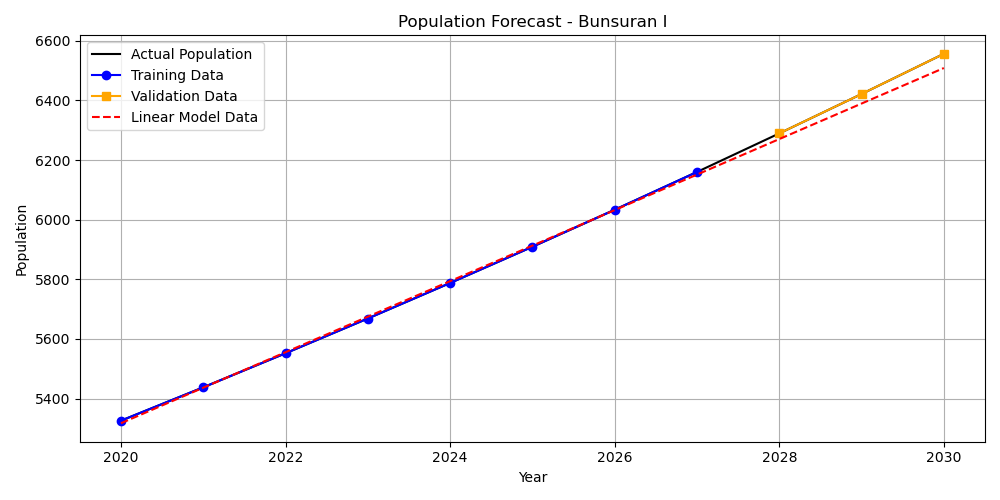 Population Forecast - Bunsuran I
Actual Population
Training Data
Validation Data
Linear Model Data
Population
6600
6400
6200
6000
5800
5600
5400
2020
2022
2024
2026
2028
2030
Year